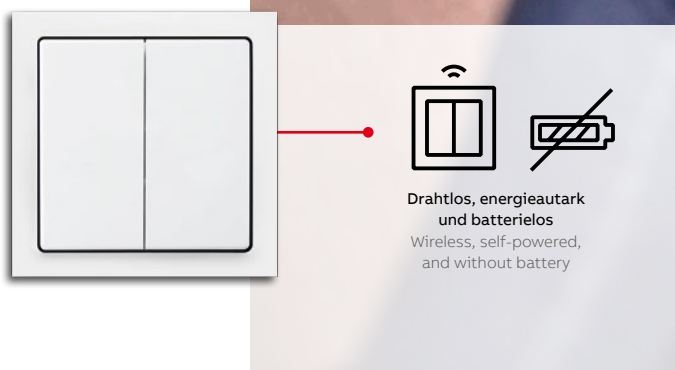 Drahtlos, energieautark
und batterielos
Wireless, self-powered,
and without battery